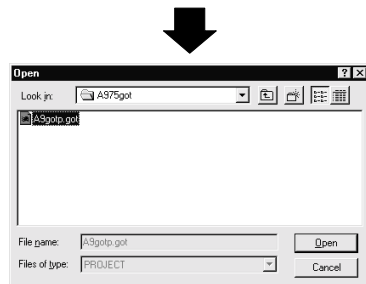 Open
Look in: A975got
A9gotp.got
File name: A9gotp.got Open
Files of type: PROJECT Cancel